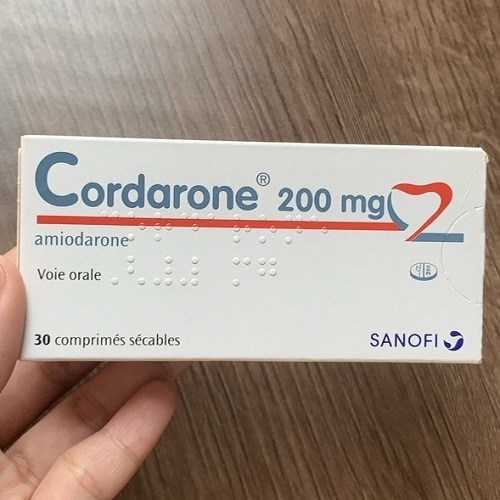 Cordarone® 200 mg
amiodarone
Voie orale
30 comprimés sécables
SANOFI